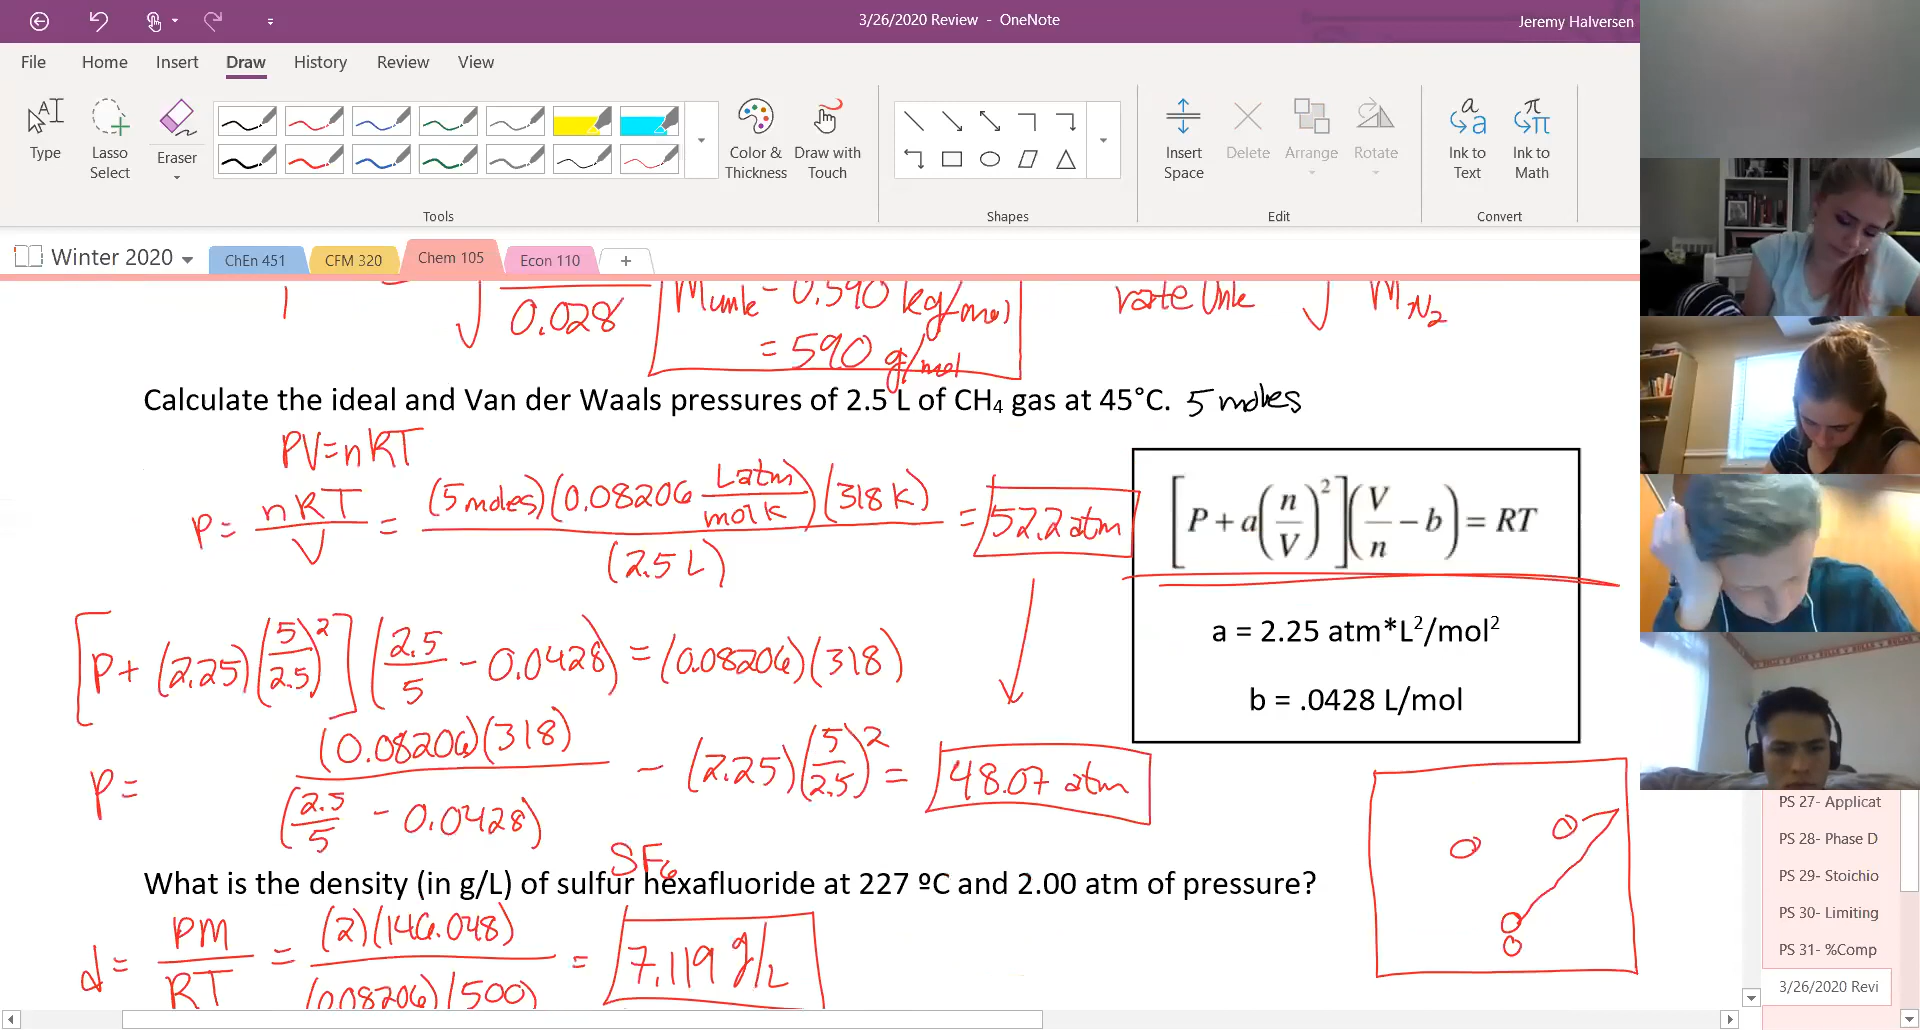 3/26/2020 Review - OneNote
Jeremy Halversen
File Home Insert Draw History Review View
Type
Lasso Select
Eraser
Color & Thickness
Draw with Touch
Insert Space
Delete
Arrange
Rotate
Ink to Text
Ink to Math
Tools
Shapes
Edit
Convert
Winter 2020 ChEn 451 CFM 320 Chem 105 Econ 110 +
1 = √ 0.028
Munk = 0.590 kg/mol
= 590 g/mol
rate Unk √ MN₂
Calculate the ideal and Van der Waals pressures of 2.5 L of CH₄ gas at 45°C. 5 moles
PV=nRT
P = nRT / V = (5 moles)(0.08206 L atm / mol K)(318 K) / (2.5 L) = 52.2 atm
[P + a(n/V)²](V/n − b) = RT
a = 2.25 atm*L²/mol²
b = .0428 L/mol
[P + (2.25)(5/2.5)²](2.5/5 - 0.0428) = (0.08206)(318)
P = (0.08206)(318) / (2.5/5 - 0.0428) - (2.25)(5/2.5)² = 48.07 atm
SF₆
What is the density (in g/L) of sulfur hexafluoride at 227 ºC and 2.00 atm of pressure?
d = PM / RT = (2)(146.048) / (0.08206)(500) = 7.119 g/L
PS 27- Applicat
PS 28- Phase D
PS 29- Stoichio
PS 30- Limiting
PS 31- %Comp
3/26/2020 Revi